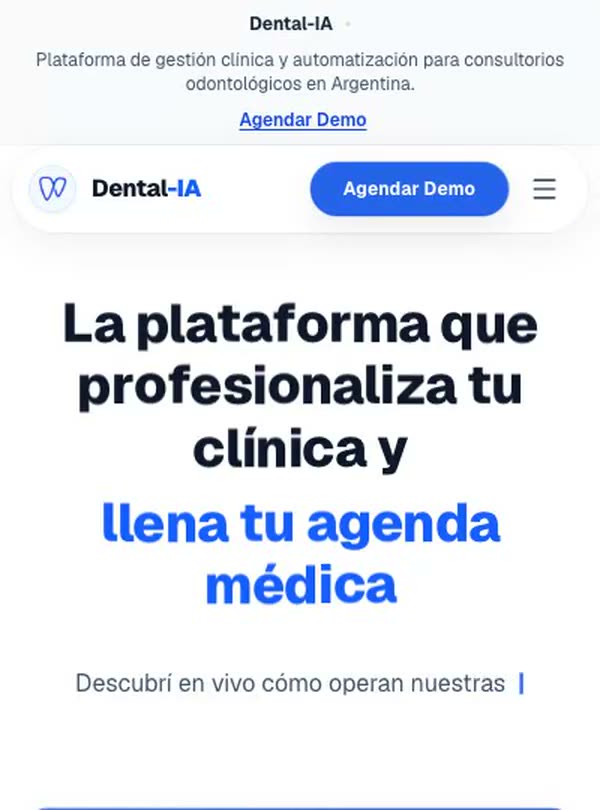 Dental-IA
Plataforma de gestión clínica y automatización para consultorios
odontológicos en Argentina.
Agendar Demo
Dental-IA
Agendar Demo
La plataforma que
profesionaliza tu
clínica y
llena tu agenda
médica
Descubrí en vivo cómo operan nuestras